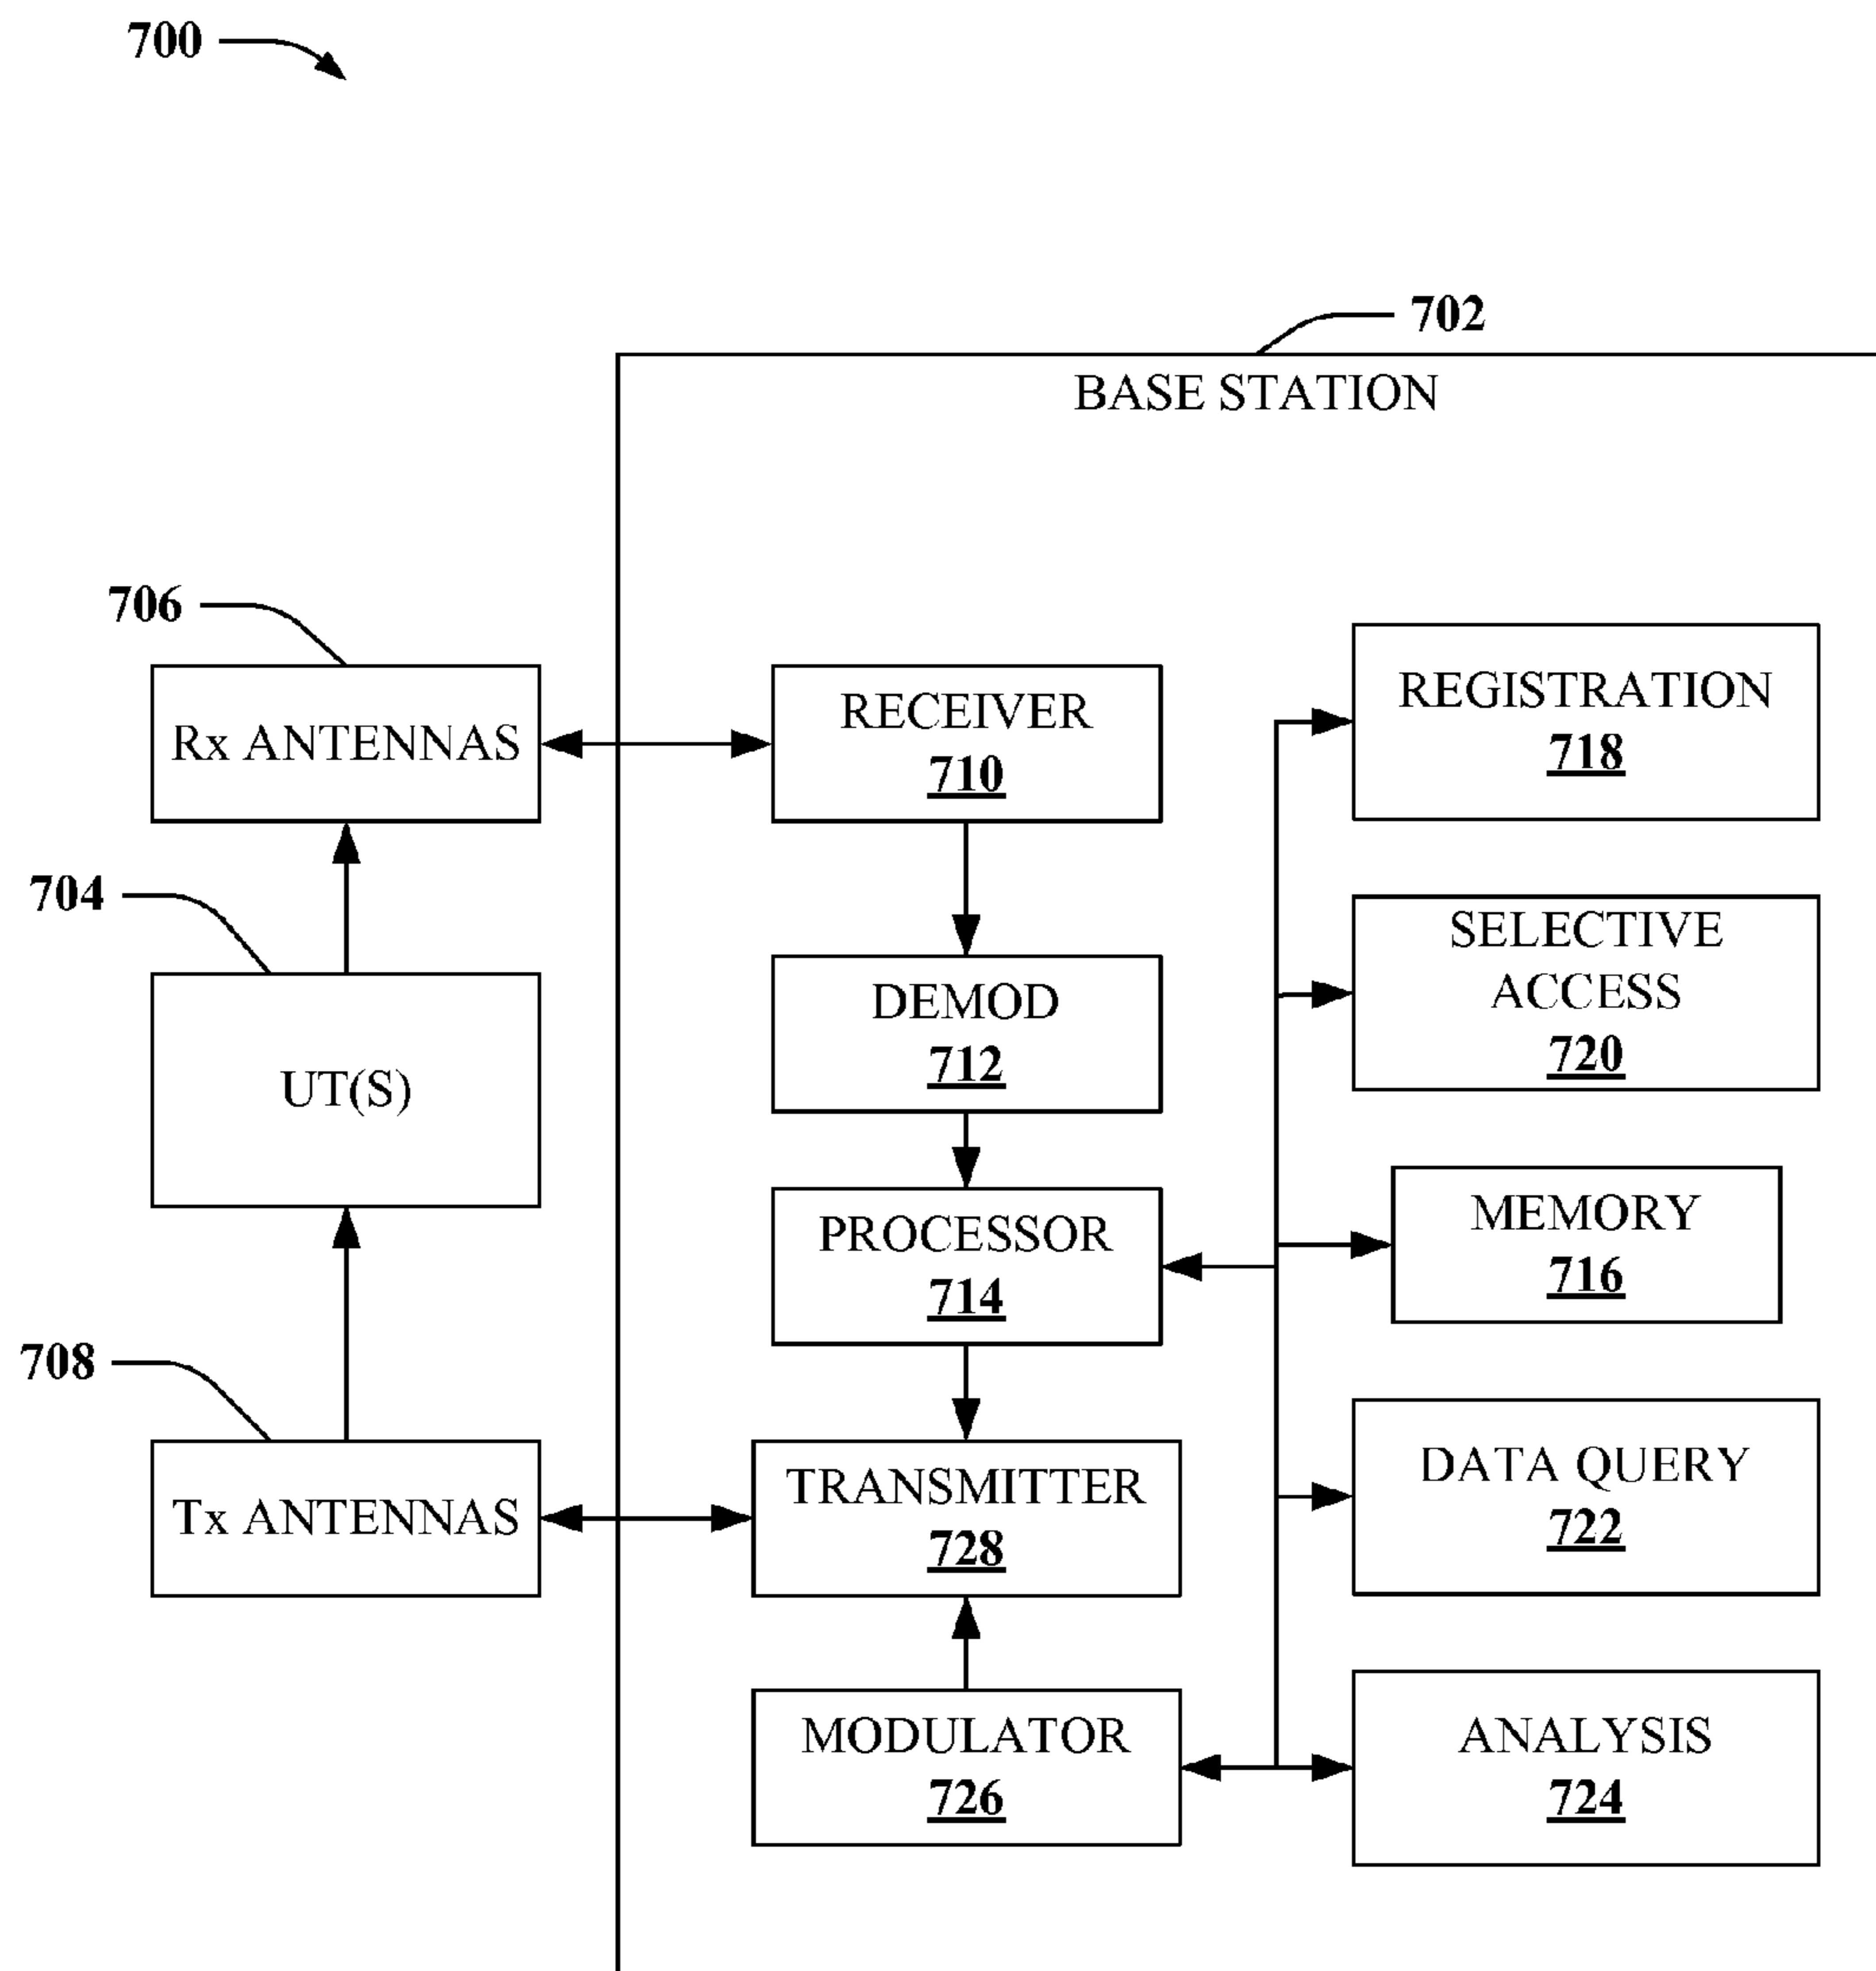 700
702
BASE STATION
706
Rx ANTENNAS
704
UT(S)
708
Tx ANTENNAS
RECEIVER
710
DEMOD
712
PROCESSOR
714
TRANSMITTER
728
MODULATOR
726
REGISTRATION
718
SELECTIVE
ACCESS
720
MEMORY
716
DATA QUERY
722
ANALYSIS
724